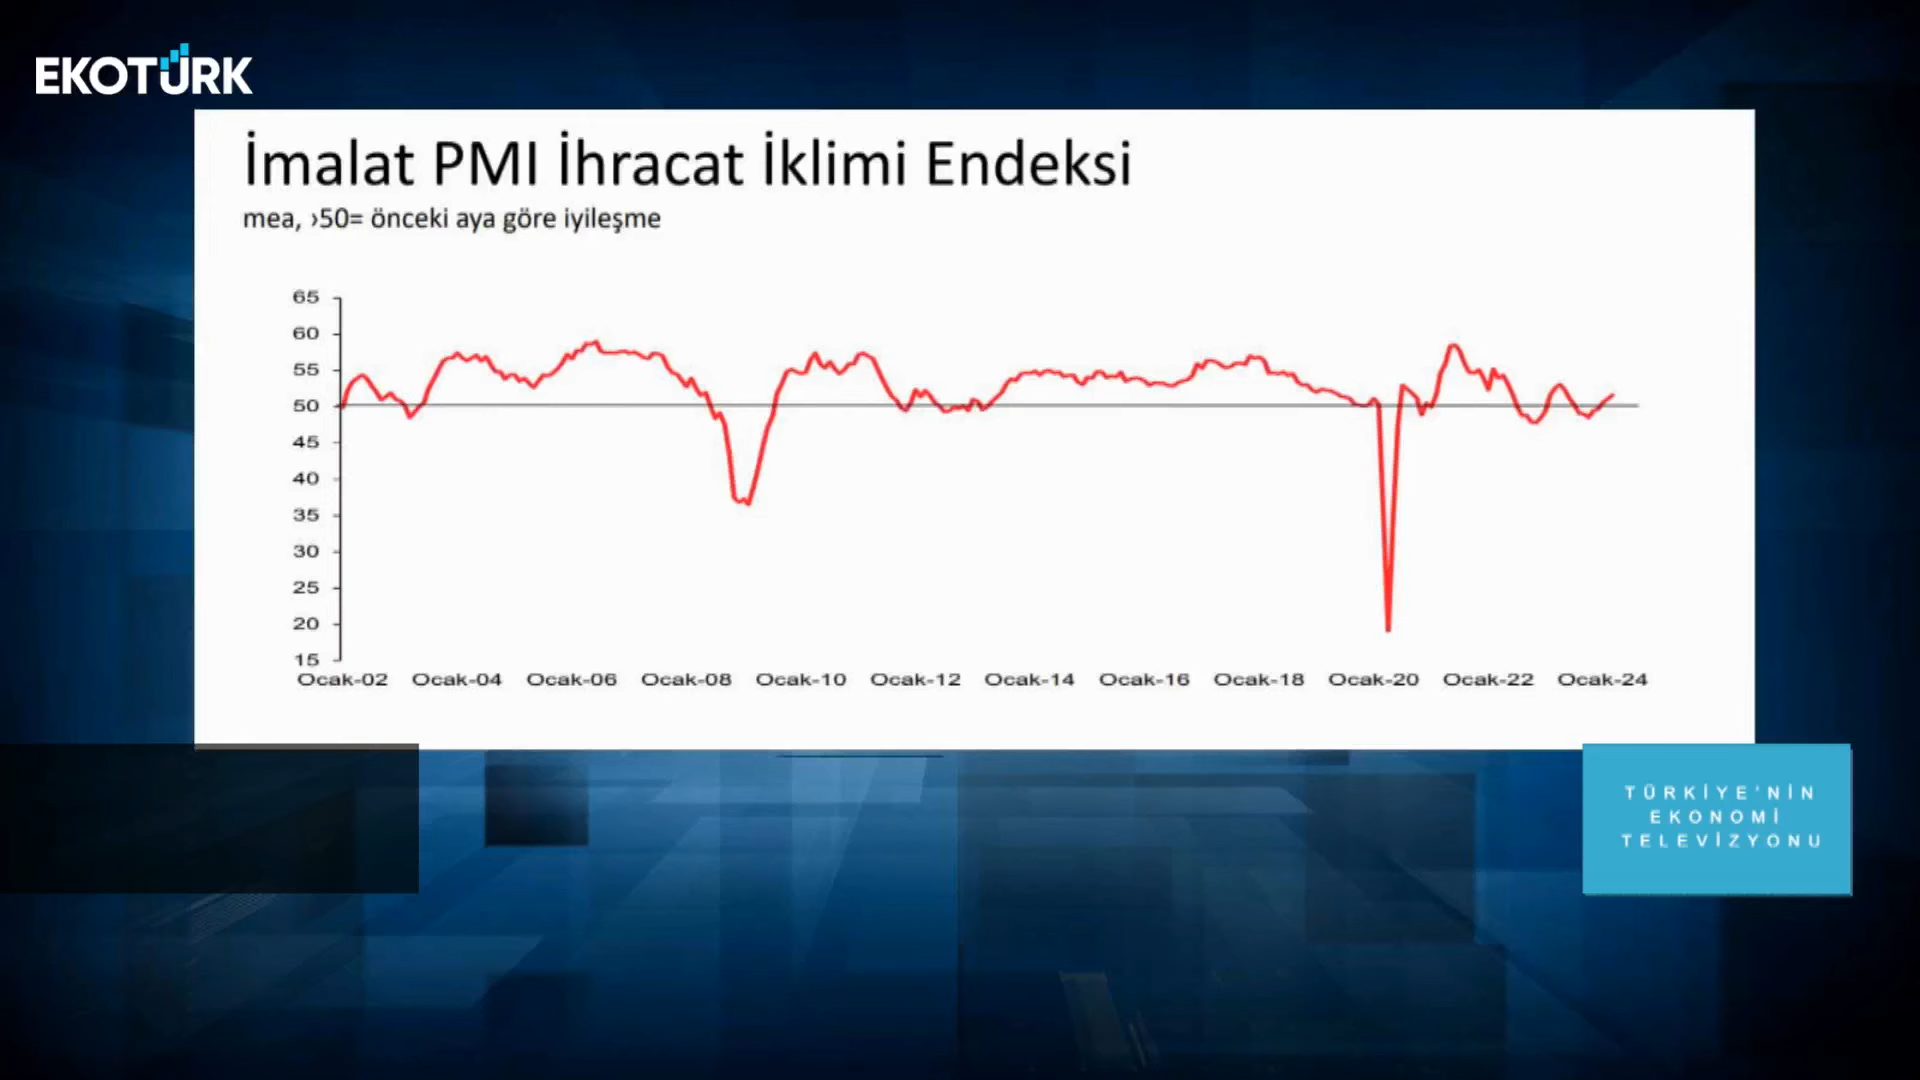 EKOTÜRK
İmalat PMI İhracat İklimi Endeksi
mea, ›50= önceki aya göre iyileşme
65
60
55
50
45
40
35
30
25
20
15
Ocak-02 Ocak-04 Ocak-06 Ocak-08 Ocak-10 Ocak-12 Ocak-14 Ocak-16 Ocak-18 Ocak-20 Ocak-22 Ocak-24
TÜRKİYE'NİN
EKONOMİ
TELEVİZYONU